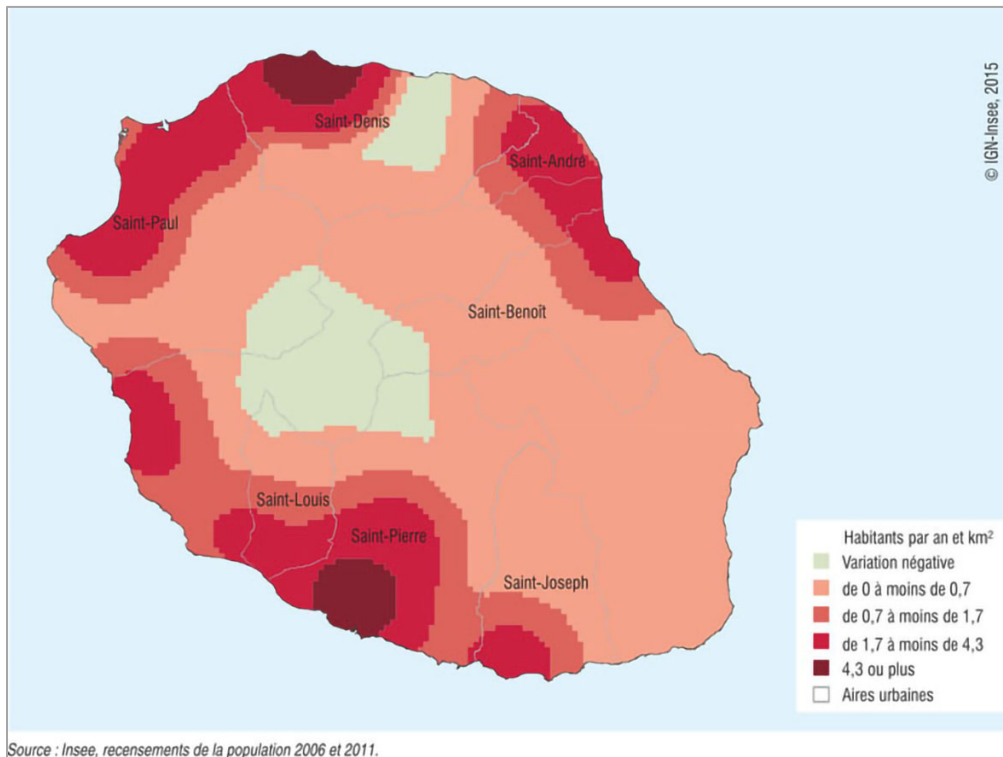 © IGN-Insee, 2015
Saint-Denis
Saint-André
Saint-Paul
Saint-Benoît
Saint-Louis
Saint-Pierre
Saint-Joseph
Habitants par an et km²
Variation négative
de 0 à moins de 0,7
de 0,7 à moins de 1,7
de 1,7 à moins de 4,3
4,3 ou plus
Aires urbaines
Source : Insee, recensements de la population 2006 et 2011.